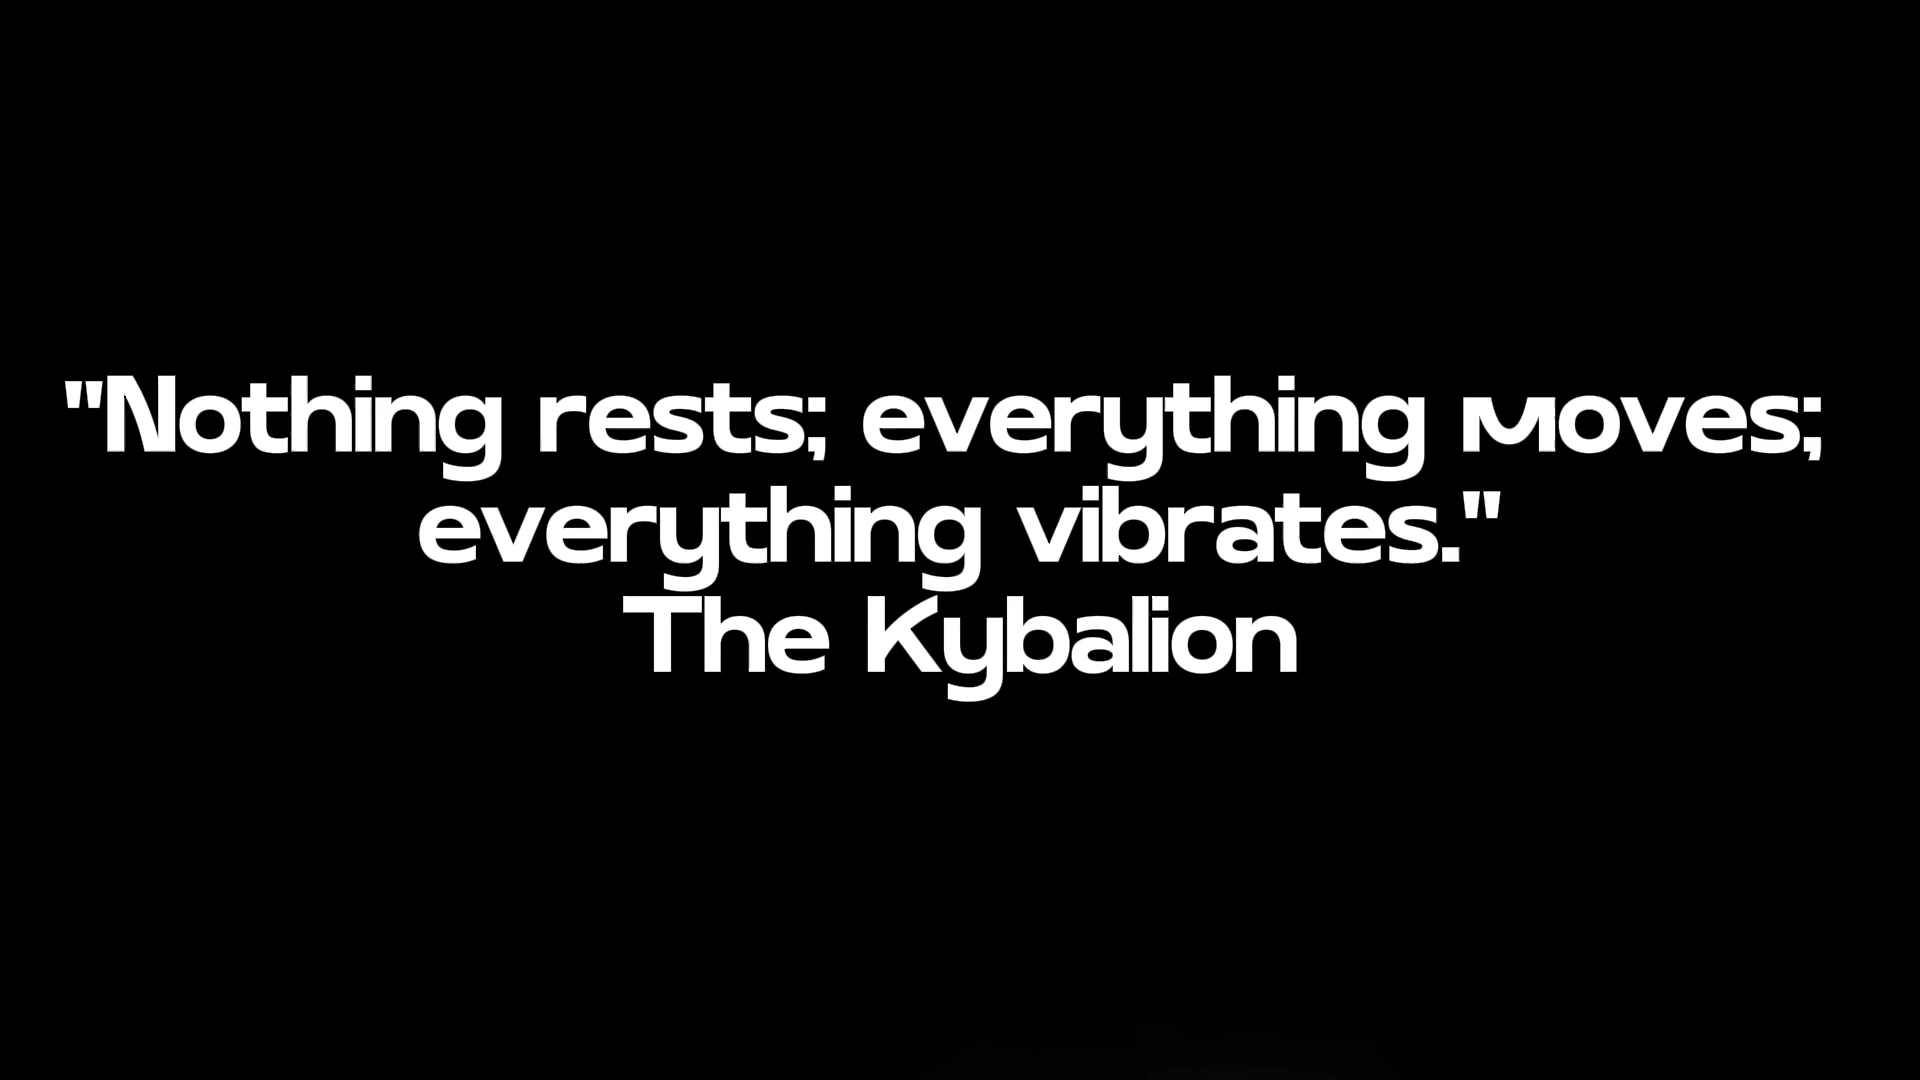 "Nothing rests; everything moves;
everything vibrates."
The Kybalion